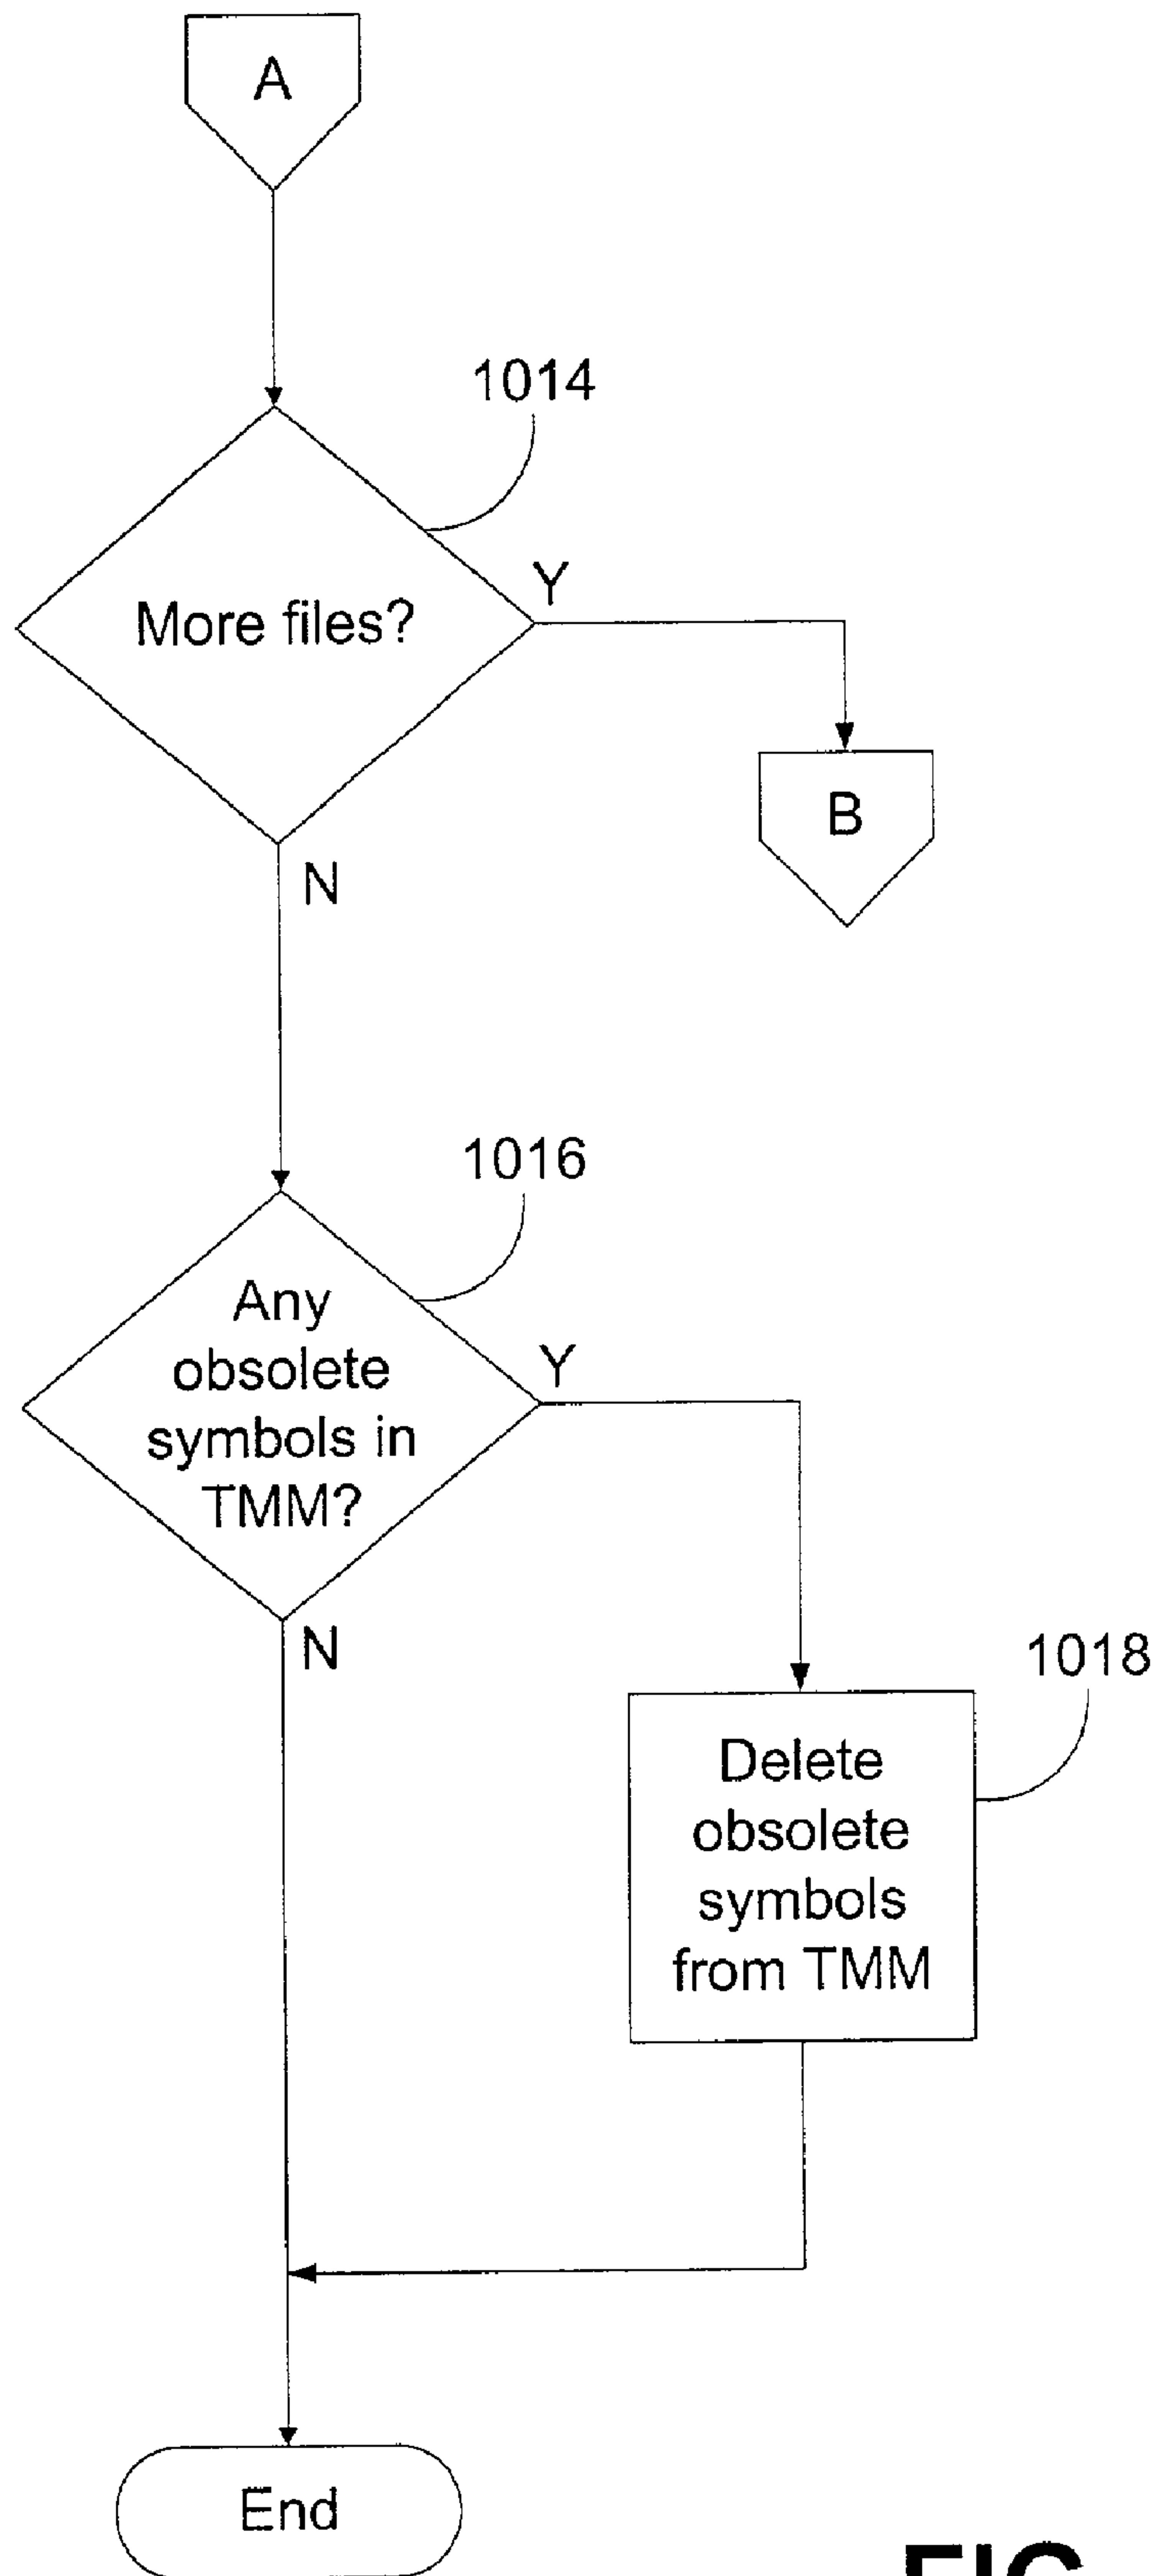 A
1014
More files?
Y
B
N
1016
Any
obsolete
symbols in
TMM?
Y
N
1018
Delete
obsolete
symbols
from TMM
End